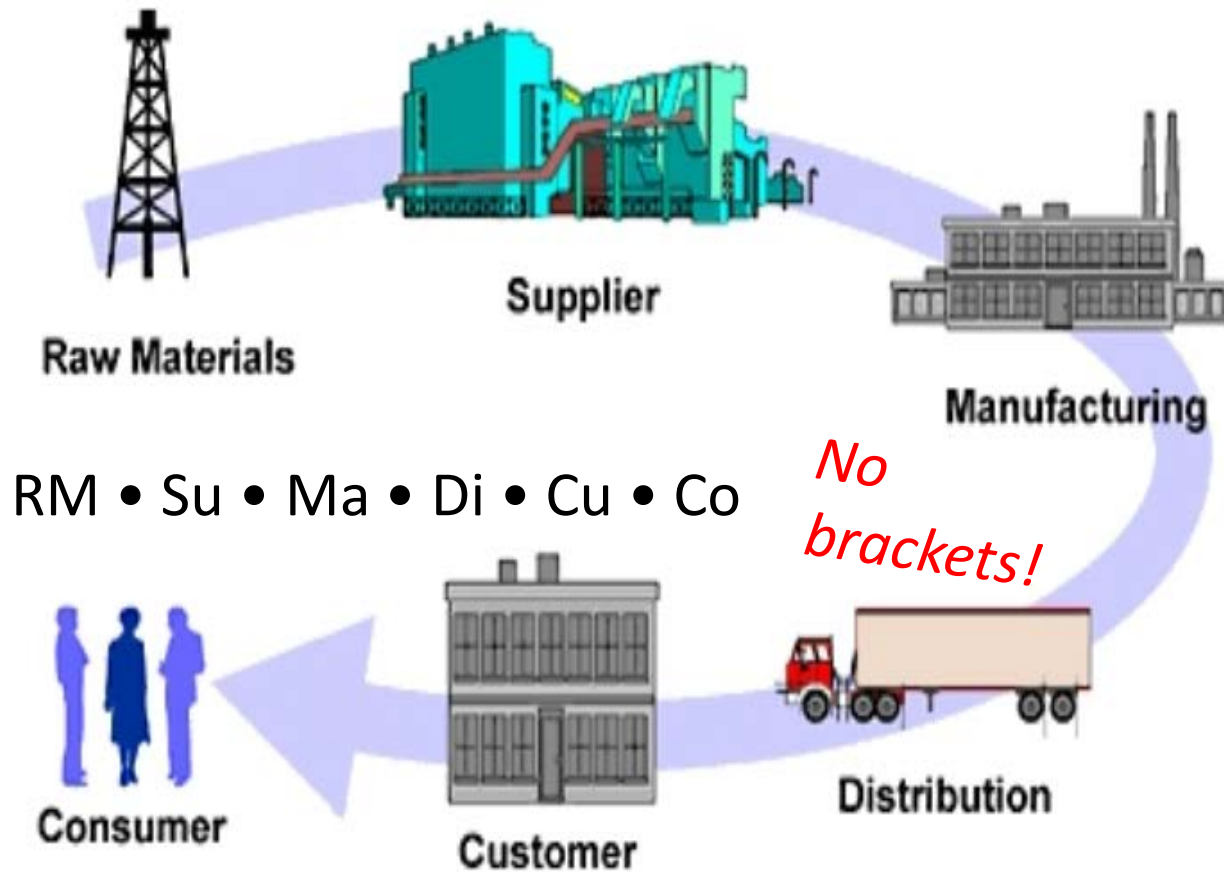 Supplier
Raw Materials
Manufacturing
No
brackets!
RM • Su • Ma • Di • Cu • Co
Distribution
Consumer
Customer